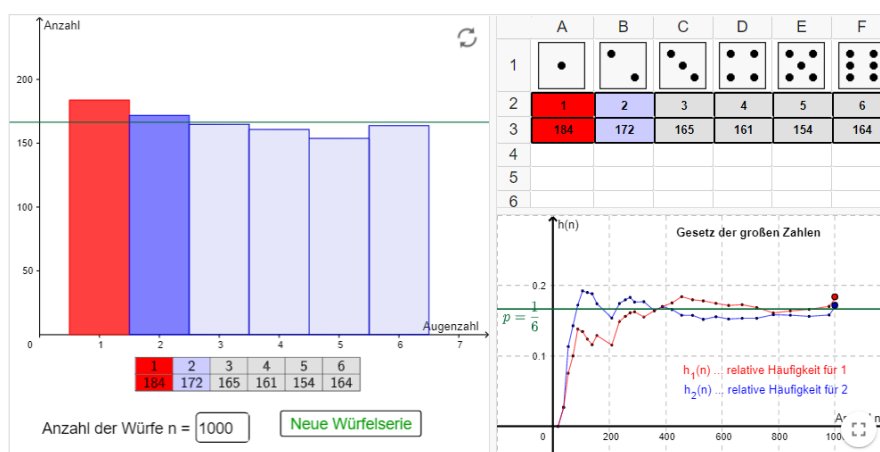 Anzahl
200
150
100
50
0 1 2 3 4 5 6 7
Augenzahl
1 2 3 4 5 6
184 172 165 161 154 164
Anzahl der Würfe n = 1000
Neue Würfelserie
A B C D E F
1
2 1 2 3 4 5 6
3 184 172 165 161 154 164
4
5
6
h(n)
Gesetz der großen Zahlen
0.2
p = 1/6
0.1
h₁(n) ... relative Häufigkeit für 1
h₂(n) ... relative Häufigkeit für 2
0 200 400 600 800